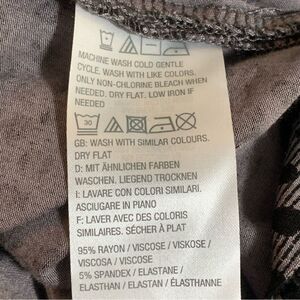 MACHINE WASH COLD GENTLE
CYCLE. WASH WITH LIKE COLORS.
ONLY NON-CHLORINE BLEACH WHEN
NEEDED. DRY FLAT. LOW IRON IF
NEEDED
30
GB: WASH WITH SIMILAR COLOURS.
DRY FLAT
D: MIT ÄHNLICHEN FARBEN
WASCHEN. LIEGEND TROCKNEN
I: LAVARE CON COLORI SIMILARI.
ASCIUGARE IN PIANO
F: LAVER AVEC DES COLORIS
SIMILAIRES. SÉCHER À PLAT
95% RAYON / VISCOSE / VISKOSE /
VISCOSA / VISCOSE
5% SPANDEX / ELASTANE /
ELASTHAN / ELASTAN / ÉLASTHANNE